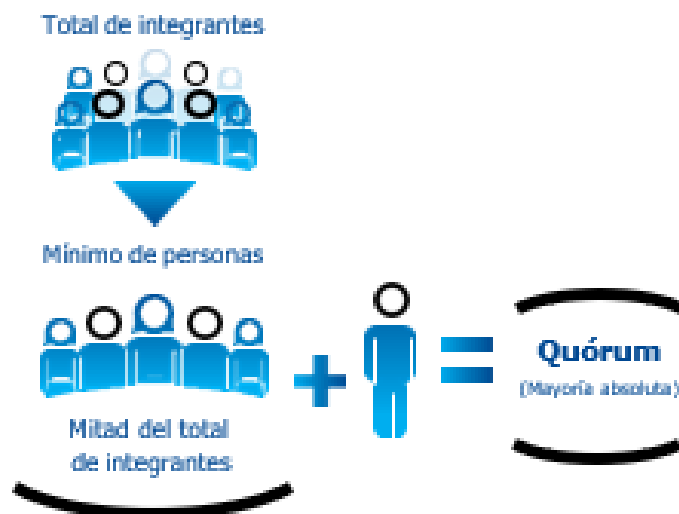 Total de integrantes
Mínimo de personas
Quórum
(Mayoría absoluta)
Mitad del total
de integrantes